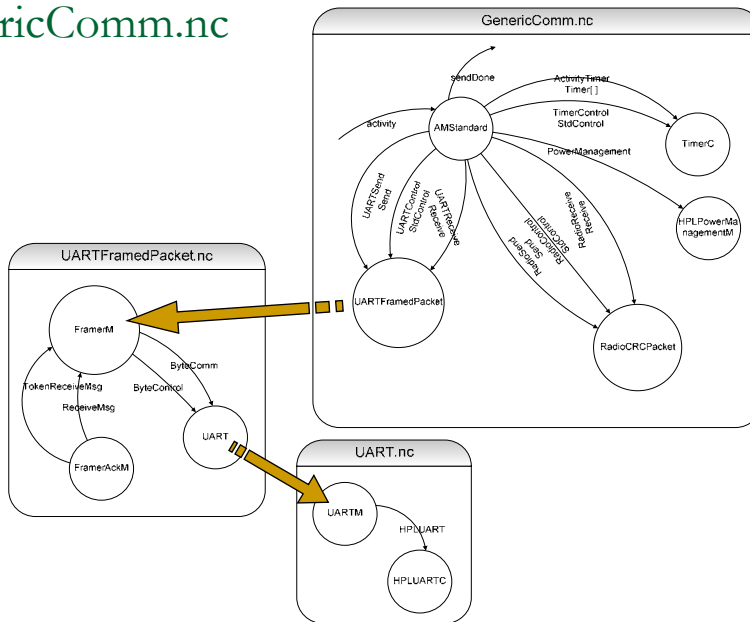 ricComm.nc
GenericComm.nc
sendDone
ActivityTimer
Timer[ ]
activity
AMStandard
TimerControl
StdControl
TimerC
PowerManagement
UARTSend
Send
UARTControl
StdControl
UARTReceive
Receive
RadioSend
Send
RadioControl
StdControl
RadioReceive
Receive
HPLPowerMa
nagementM
UARTFramedPacket
RadioCRCPacket
UARTFramedPacket.nc
FramerM
ByteComm
TokenReceiveMsg
ByteControl
ReceiveMsg
UART
FramerAckM
UART.nc
UARTM
HPLUART
HPLUARTC